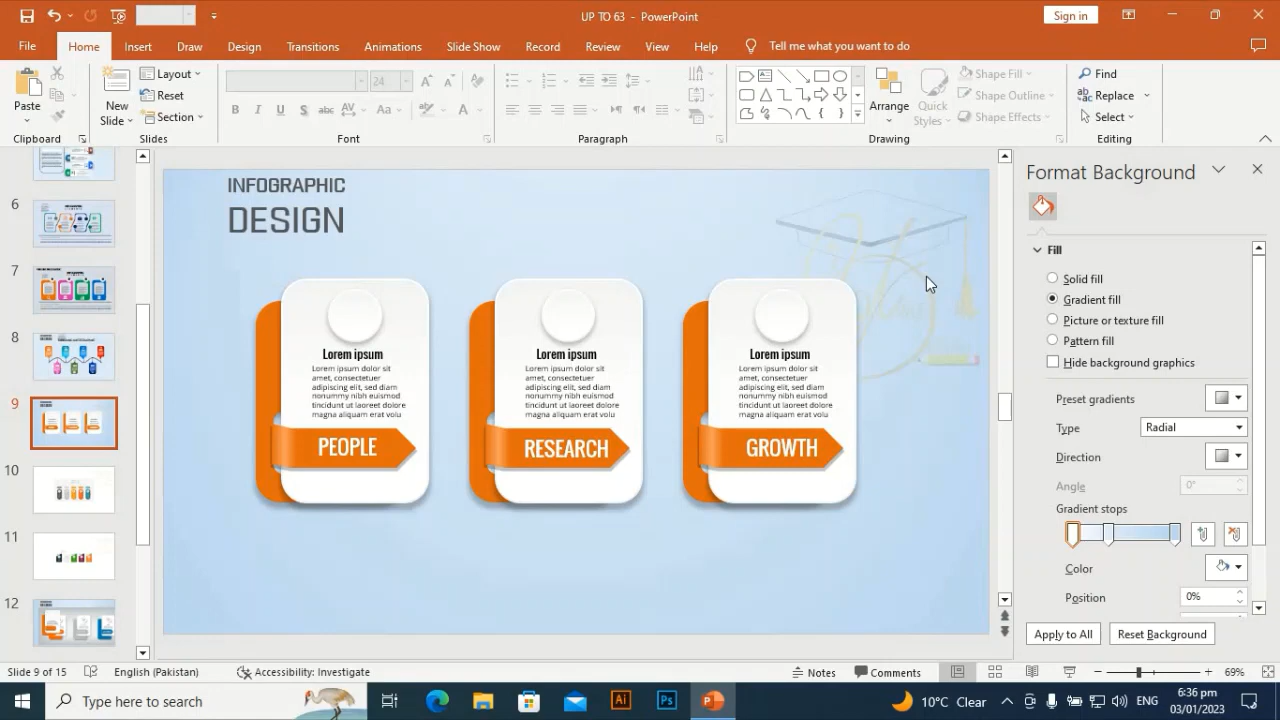 UP TO 63 - PowerPoint
Sign in
File
Home
Insert
Draw
Design
Transitions
Animations
Slide Show
Record
Review
View
Help
Tell me what you want to do
Paste
New
Slide
Layout
Reset
Section
24
Arrange
Quick
Styles
Shape Fill
Shape Outline
Shape Effects
Find
Replace
Select
Clipboard
Slides
Font
Paragraph
Drawing
Editing
6
7
8
9
10
11
12
INFOGRAPHIC
DESIGN
Lorem ipsum
Lorem ipsum dolor sit
amet, consectetuer
adipiscing elit, sed diam
nonummy nibh euismod
tincidunt ut laoreet dolore
magna aliquam erat volu
PEOPLE
Lorem ipsum
Lorem ipsum dolor sit
amet, consectetuer
adipiscing elit, sed diam
nonummy nibh euismod
tincidunt ut laoreet dolore
magna aliquam erat volu
RESEARCH
Lorem ipsum
Lorem ipsum dolor sit
amet, consectetuer
adipiscing elit, sed diam
nonummy nibh euismod
tincidunt ut laoreet dolore
magna aliquam erat volu
GROWTH
Format Background
Fill
Solid fill
Gradient fill
Picture or texture fill
Pattern fill
Hide background graphics
Preset gradients
Type
Radial
Direction
Angle
0°
Gradient stops
Color
Position
0%
Apply to All
Reset Background
Slide 9 of 15
English (Pakistan)
Accessibility: Investigate
Notes
Comments
69%
Type here to search
10°C Clear
ENG
6:36 pm
03/01/2023